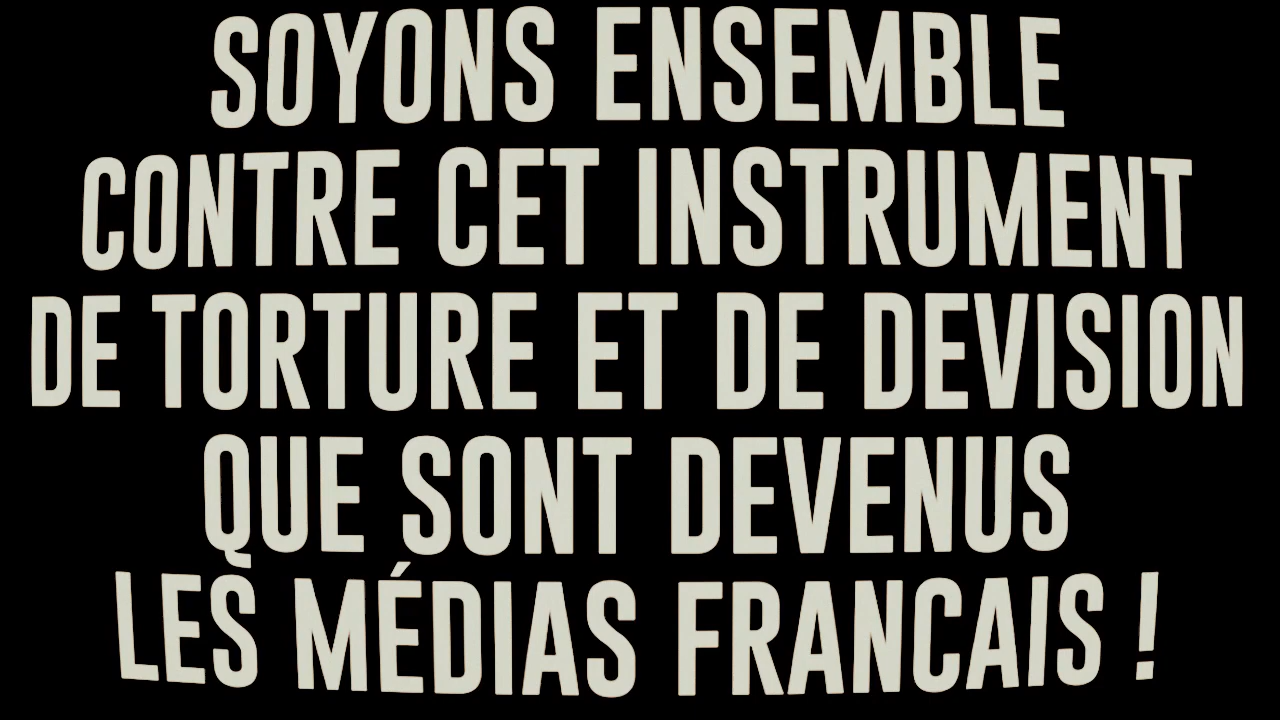 SOYONS ENSEMBLE
CONTRE CET INSTRUMENT
DE TORTURE ET DE DEVISION
QUE SONT DEVENUS
LES MÉDIAS FRANCAIS !